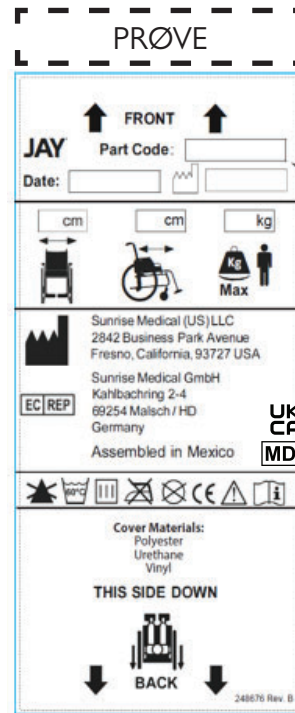 PRØVE
FRONT
JAY Part Code:
Date:
cm cm kg
Kg
Max
Sunrise Medical (US) LLC
2842 Business Park Avenue
Fresno, California, 93727 USA
Sunrise Medical GmbH
Kahlbachring 2-4
EC REP
69254 Malsch / HD
Germany
UK
CA
Assembled in Mexico
MD
60°C
CE
i
Cover Materials:
Polyester
Urethane
Vinyl
THIS SIDE DOWN
BACK
248676 Rev. B